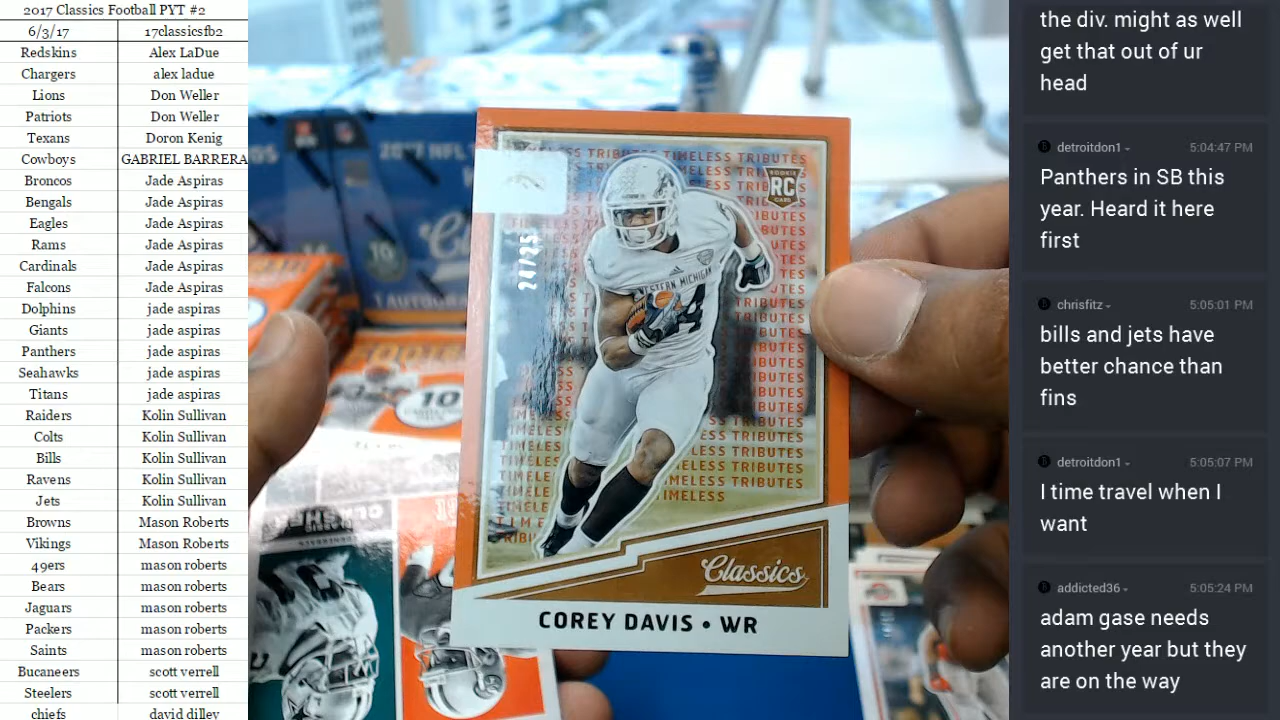 2017 Classics Football PYT #2
6/3/17 17classicsfb2
Redskins Alex LaDue
Chargers alex ladue
Lions Don Weller
Patriots Don Weller
Texans Doron Kenig
Cowboys GABRIEL BARRERA
Broncos Jade Aspiras
Bengals Jade Aspiras
Eagles Jade Aspiras
Rams Jade Aspiras
Cardinals Jade Aspiras
Falcons Jade Aspiras
Dolphins jade aspiras
Giants jade aspiras
Panthers jade aspiras
Seahawks jade aspiras
Titans jade aspiras
Raiders Kolin Sullivan
Colts Kolin Sullivan
Bills Kolin Sullivan
Ravens Kolin Sullivan
Jets Kolin Sullivan
Browns Mason Roberts
Vikings Mason Roberts
49ers mason roberts
Bears mason roberts
Jaguars mason roberts
Packers mason roberts
Saints mason roberts
Bucaneers scott verrell
Steelers scott verrell
chiefs david dilley
TIMELESS TRIBUTES
ROOKIE
RC
CARD
24/25
WESTERN MICHIGAN
Classics
COREY DAVIS • WR
2017 NFL
10
10
1 AUTOGRAPH
the div. might as well
get that out of ur
head
detroitdon1 5:04:47 PM
Panthers in SB this
year. Heard it here
first
chrisfitz 5:05:01 PM
bills and jets have
better chance than
fins
detroitdon1 5:05:07 PM
I time travel when I
want
addicted36 5:05:24 PM
adam gase needs
another year but they
are on the way